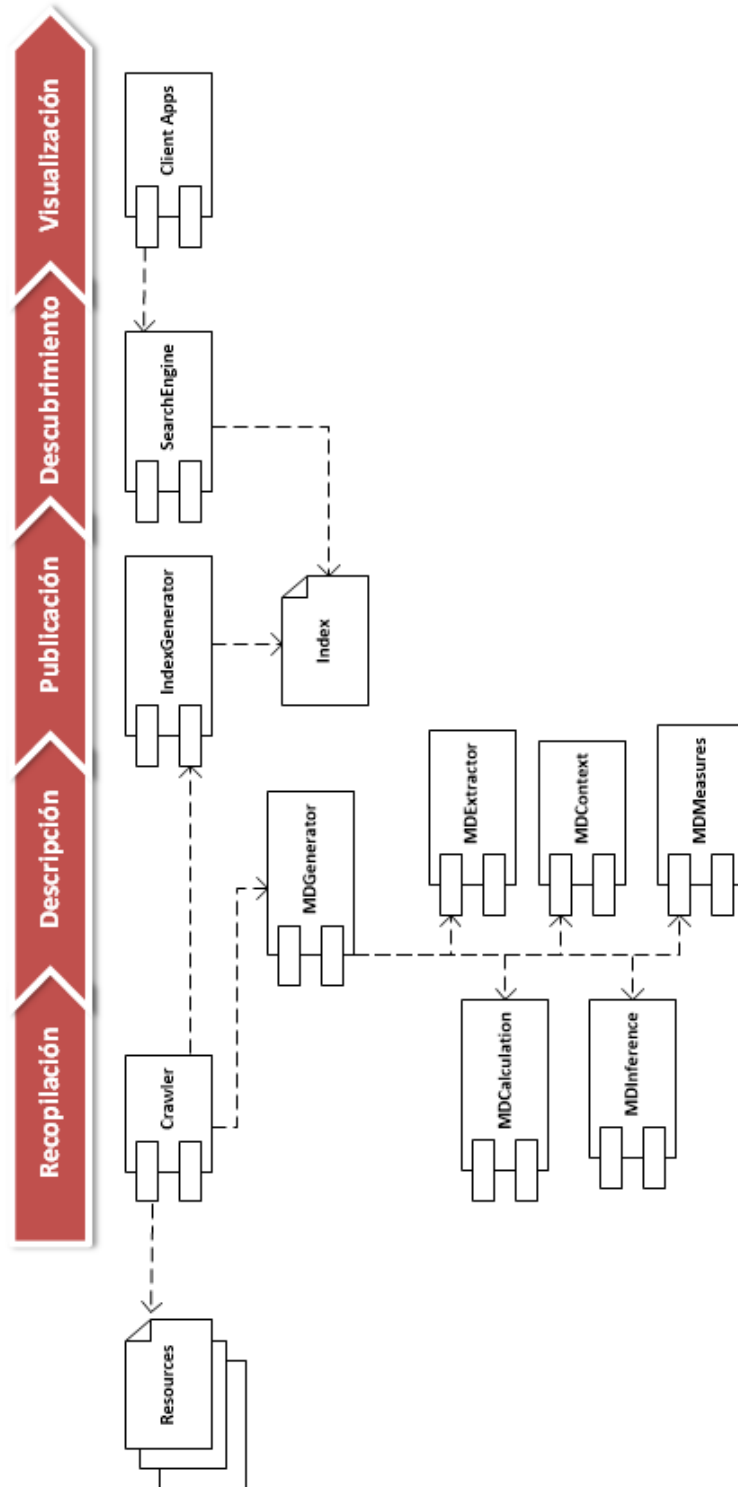 Recopilación
Descripción
Publicación
Descubrimiento
Visualización
Resources
Crawler
IndexGenerator
SearchEngine
Client Apps
MDGenerator
Index
MDExtractor
MDCalculation
MDContext
MDInference
MDMeasures